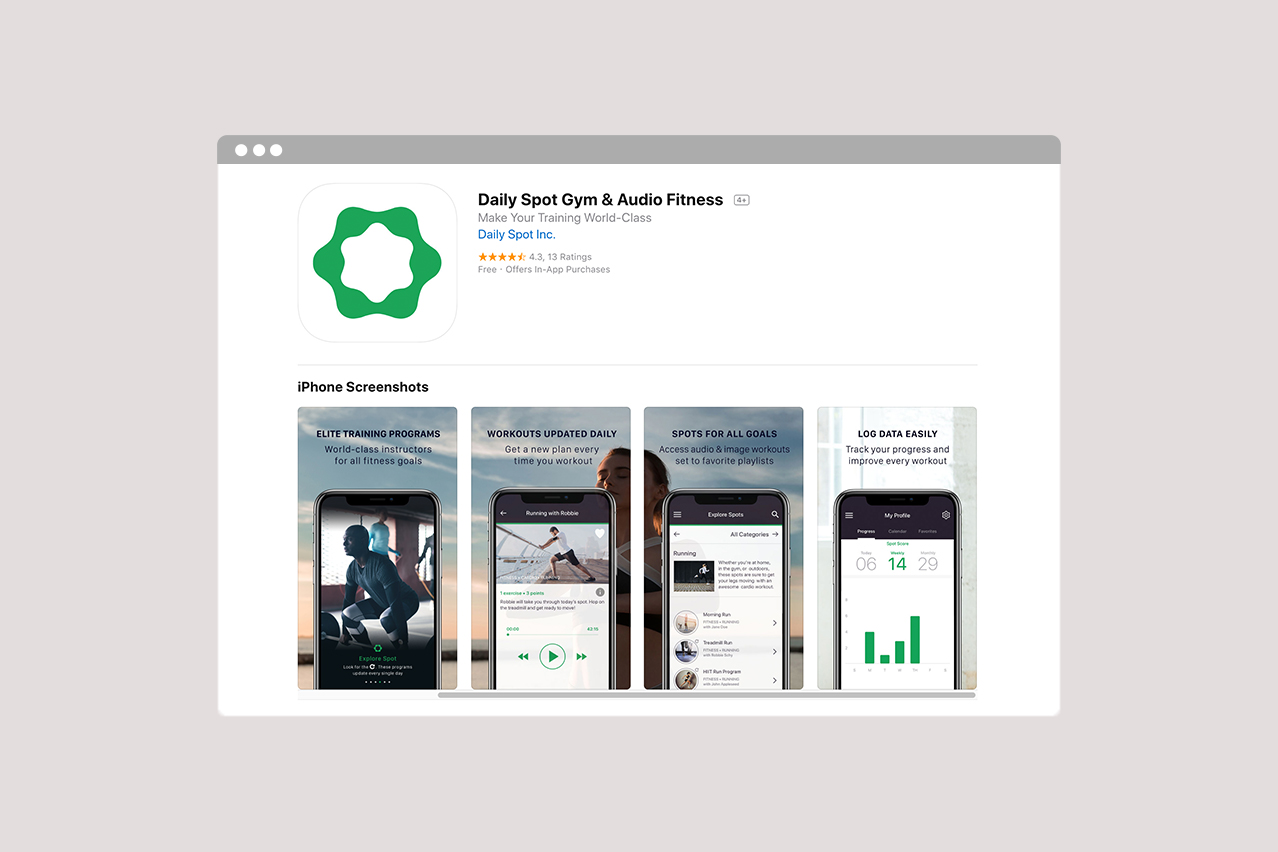 Daily Spot Gym & Audio Fitness 4+
Make Your Training World-Class
Daily Spot Inc.
4.3, 13 Ratings
Free · Offers In-App Purchases
iPhone Screenshots
ELITE TRAINING PROGRAMS
World-class instructors
for all fitness goals
Explore Spot
Look for the . These programs
update every single day
WORKOUTS UPDATED DAILY
Get a new plan every
time you workout
Running with Robbie
1 exercise • 3 points
Robbie will take you through today's spot. Hop on
the treadmill and get ready to move!
00:00 43:15
SPOTS FOR ALL GOALS
Access audio & image workouts
set to favorite playlists
Explore Spots
All Categories
Running
Whether you're at home,
in the gym, or outdoors,
these spots are sure to get
your legs moving with an
awesome cardio workout.
Morning Run
FITNESS • RUNNING
with Jane Doe
Treadmill Run
FITNESS • RUNNING
with Robbie
HIIT Run Program
FITNESS • RUNNING
with John Appleseed
LOG DATA EASILY
Track your progress and
improve every workout
My Profile
Progress Calendar Favorites
Spot Score
Today Weekly Monthly
06 14 29
8
6
4
2
S M T W TH F S